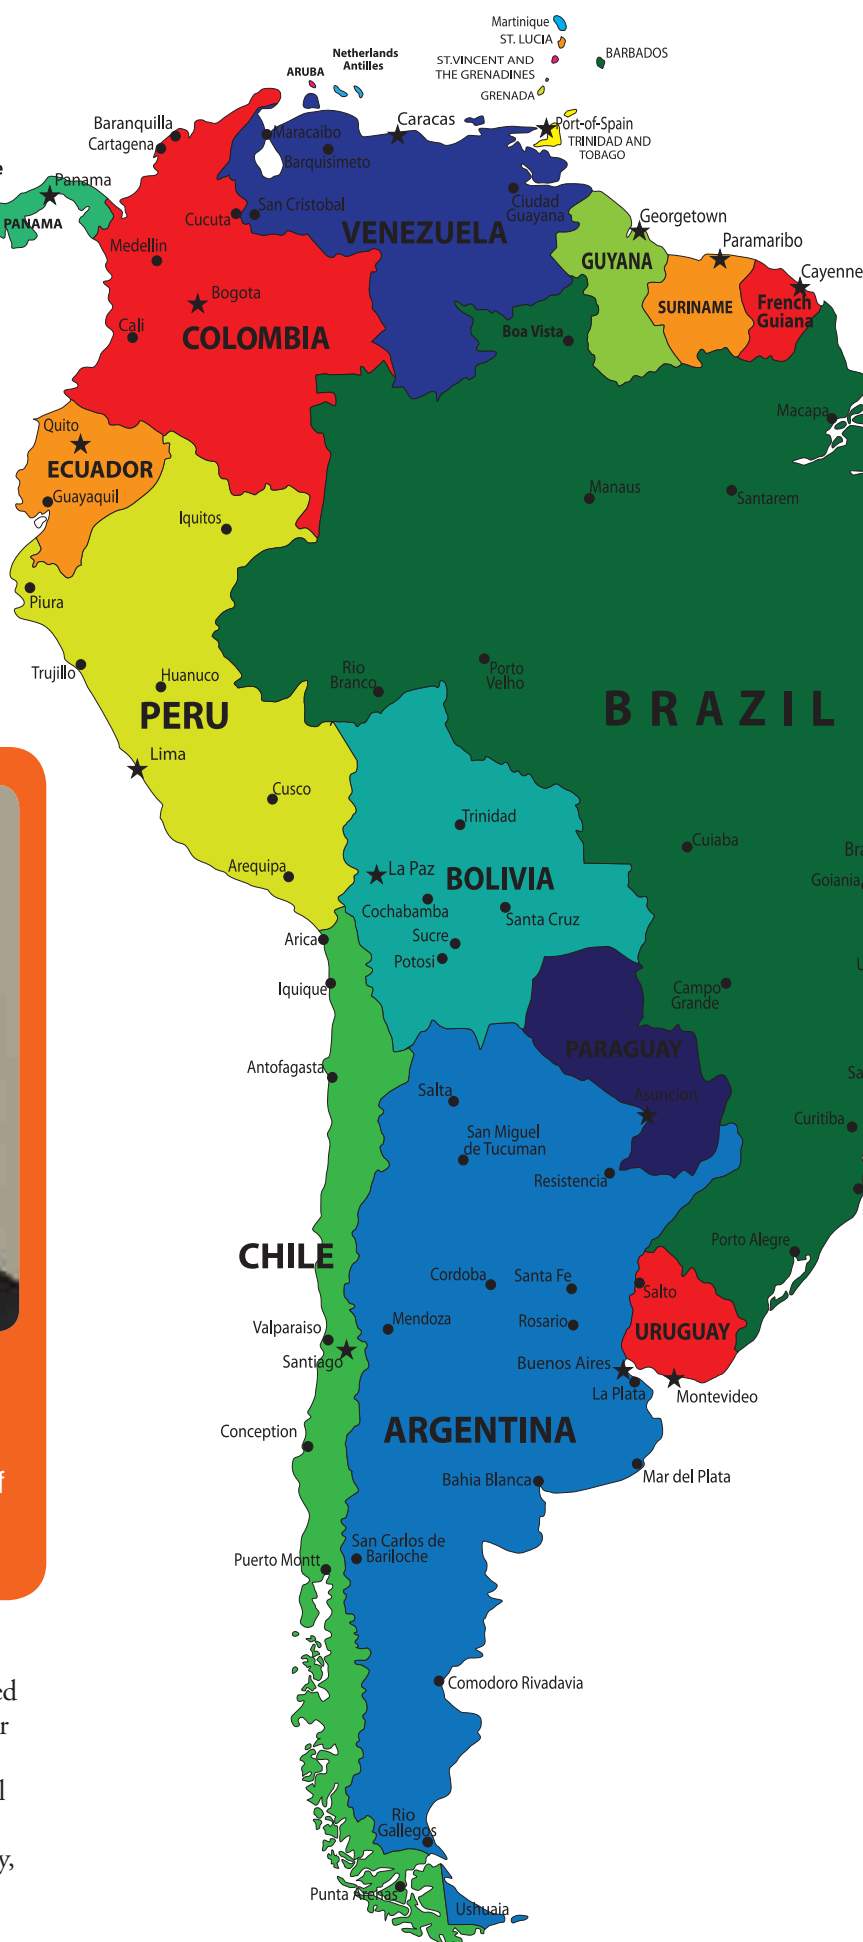 Martinique
ST. LUCIA
BARBADOS
Netherlands
Antilles
ST.VINCENT AND
THE GRENADINES
ARUBA
GRENADA
Baranquilla
Caracas
Port-of-Spain
Cartagena
Maracaibo
TRINIDAD AND
TOBAGO
Barquisimeto
Panama
PANAMA
Cucuta
San Cristobal
Ciudad
Guayana
VENEZUELA
Georgetown
Medellin
GUYANA
Paramaribo
Cayenne
Bogota
SURINAME
French
Guiana
Cali
COLOMBIA
Boa Vista
Macapa
Quito
ECUADOR
Guayaquil
Manaus
Santarem
Iquitos
Piura
Trujillo
Huanuco
Rio
Branco
Porto
Velho
PERU
BRAZIL
Lima
Cusco
Trinidad
Cuiaba
Arequipa
La Paz
BOLIVIA
Goiania
Cochabamba
Santa Cruz
Arica
Sucre
Potosi
Iquique
Campo
Grande
PARAGUAY
Antofagasta
Salta
Asuncion
San Miguel
de Tucuman
Curitiba
Resistencia
CHILE
Porto Alegre
Cordoba
Santa Fe
Salto
Valparaiso
Mendoza
Rosario
URUGUAY
Santiago
Buenos Aires
La Plata
Montevideo
Conception
ARGENTINA
Bahia Blanca
Mar del Plata
San Carlos de
Bariloche
Puerto Montt
Comodoro Rivadavia
Rio
Gallegos
Punta Arenas
Ushuaia